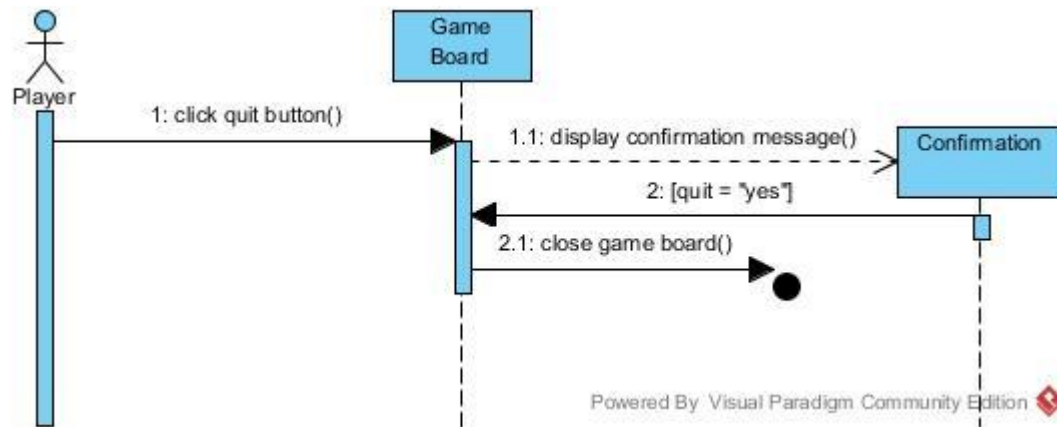 Game
Board
Player
1: click quit button()
1.1: display confirmation message()
Confirmation
2: [quit = "yes"]
2.1: close game board()
Powered By Visual Paradigm Community Edition